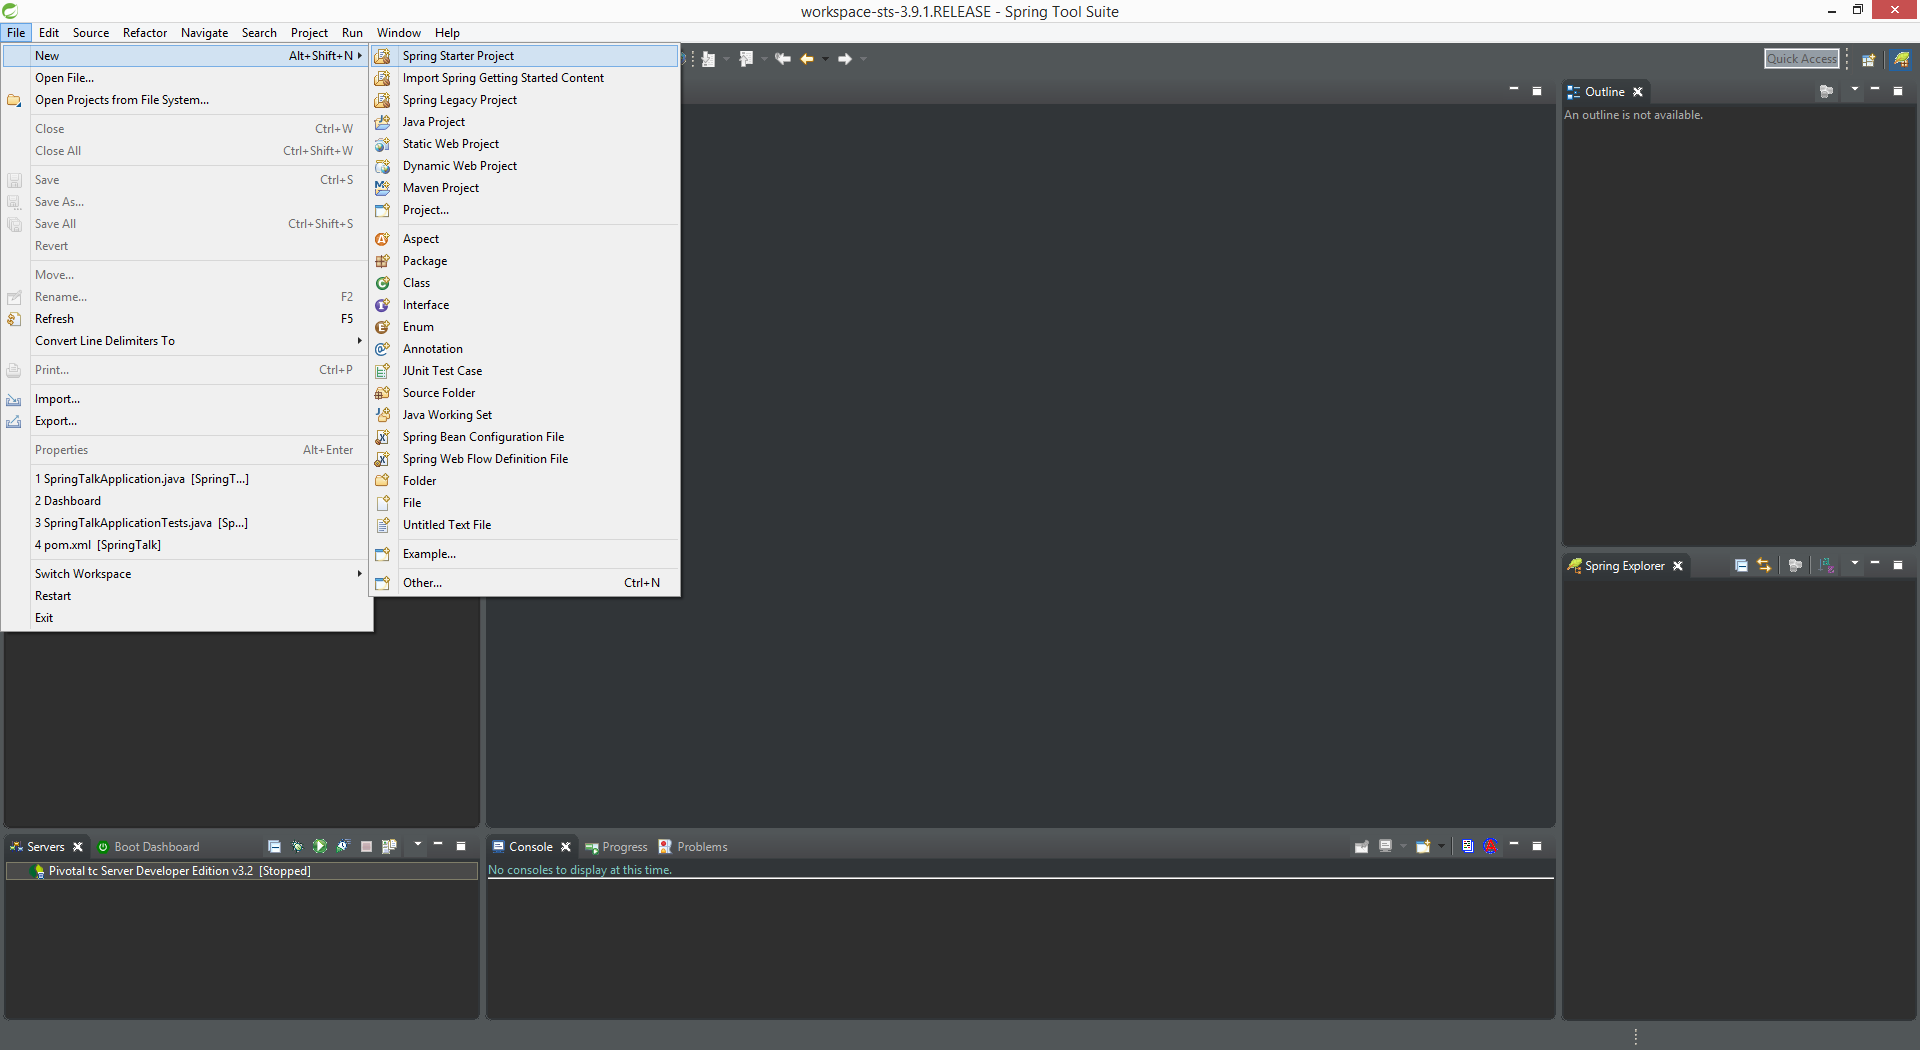 workspace-sts-3.9.1.RELEASE - Spring Tool Suite
File Edit Source Refactor Navigate Search Project Run Window Help
New Alt+Shift+N
Open File...
Open Projects from File System...
Close Ctrl+W
Close All Ctrl+Shift+W
Save Ctrl+S
Save As...
Save All Ctrl+Shift+S
Revert
Move...
Rename... F2
Refresh F5
Convert Line Delimiters To
Print... Ctrl+P
Import...
Export...
Properties Alt+Enter
1 SpringTalkApplication.java [SpringT...]
2 Dashboard
3 SpringTalkApplicationTests.java [Sp...]
4 pom.xml [SpringTalk]
Switch Workspace
Restart
Exit
Spring Starter Project
Import Spring Getting Started Content
Spring Legacy Project
Java Project
Static Web Project
Dynamic Web Project
Maven Project
Project...
Aspect
Package
Class
Interface
Enum
Annotation
JUnit Test Case
Source Folder
Java Working Set
Spring Bean Configuration File
Spring Web Flow Definition File
Folder
File
Untitled Text File
Example...
Other... Ctrl+N
Quick Access
Outline
An outline is not available.
Spring Explorer
Servers Boot Dashboard
Pivotal tc Server Developer Edition v3.2 [Stopped]
Console Progress Problems
No consoles to display at this time.